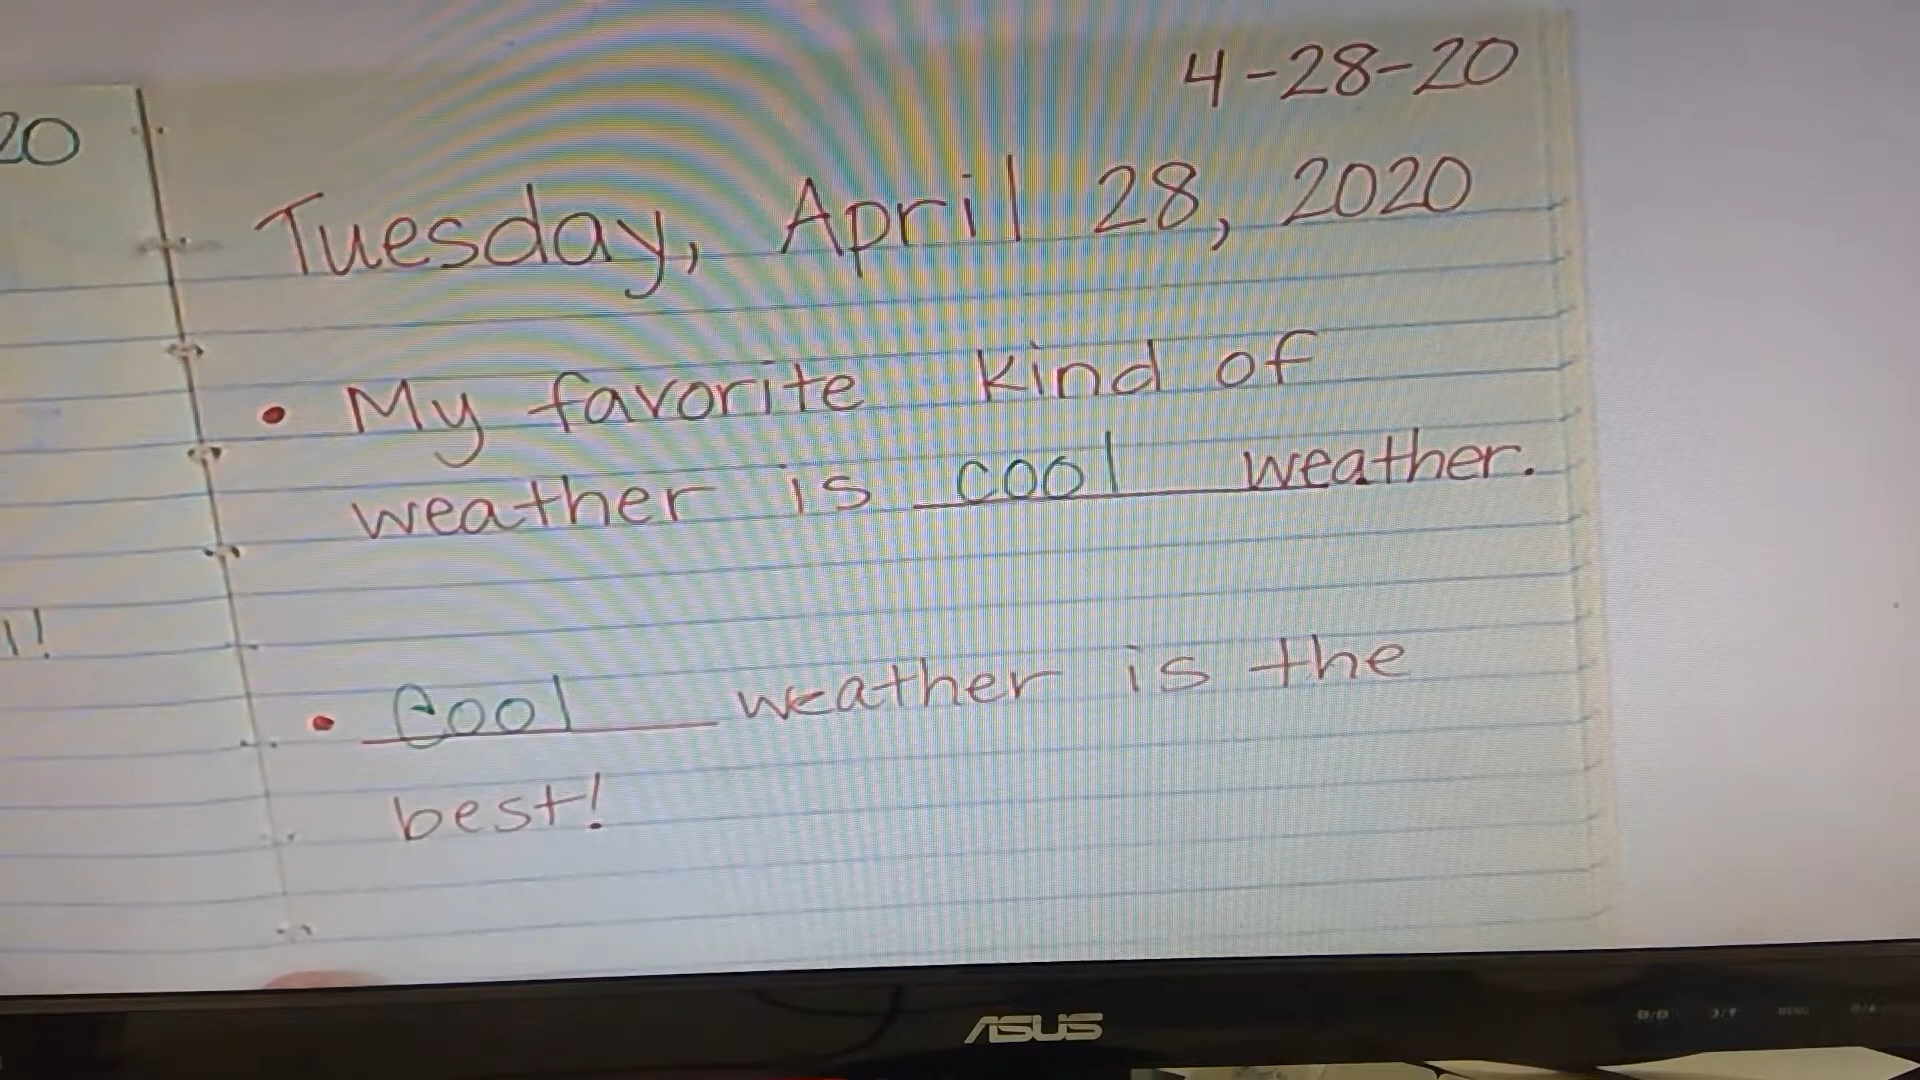 20
4-28-20
Tuesday, April 28, 2020
• My favorite kind of
weather is cool weather.
!
• Cool weather is the
best!
ASUS